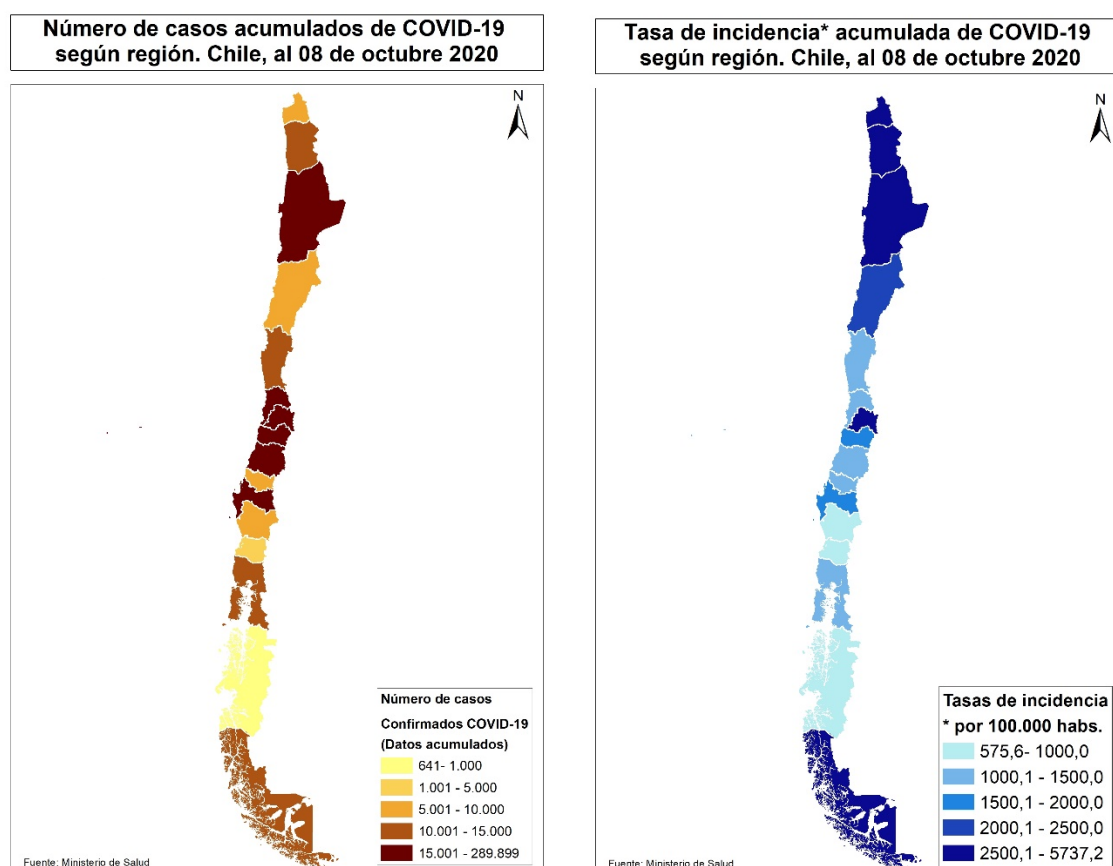 Número de casos acumulados de COVID-19
según región. Chile, al 08 de octubre 2020
N
Número de casos
Confirmados COVID-19
(Datos acumulados)
641- 1.000
1.001 - 5.000
5.001 - 10.000
10.001 - 15.000
15.001 - 289.899
Fuente: Ministerio de Salud
Tasa de incidencia* acumulada de COVID-19
según región. Chile, al 08 de octubre 2020
N
Tasas de incidencia
* por 100.000 habs.
575,6- 1000,0
1000,1 - 1500,0
1500,1 - 2000,0
2000,1 - 2500,0
2500,1 - 5737,2
Fuente: Ministerio de Salud